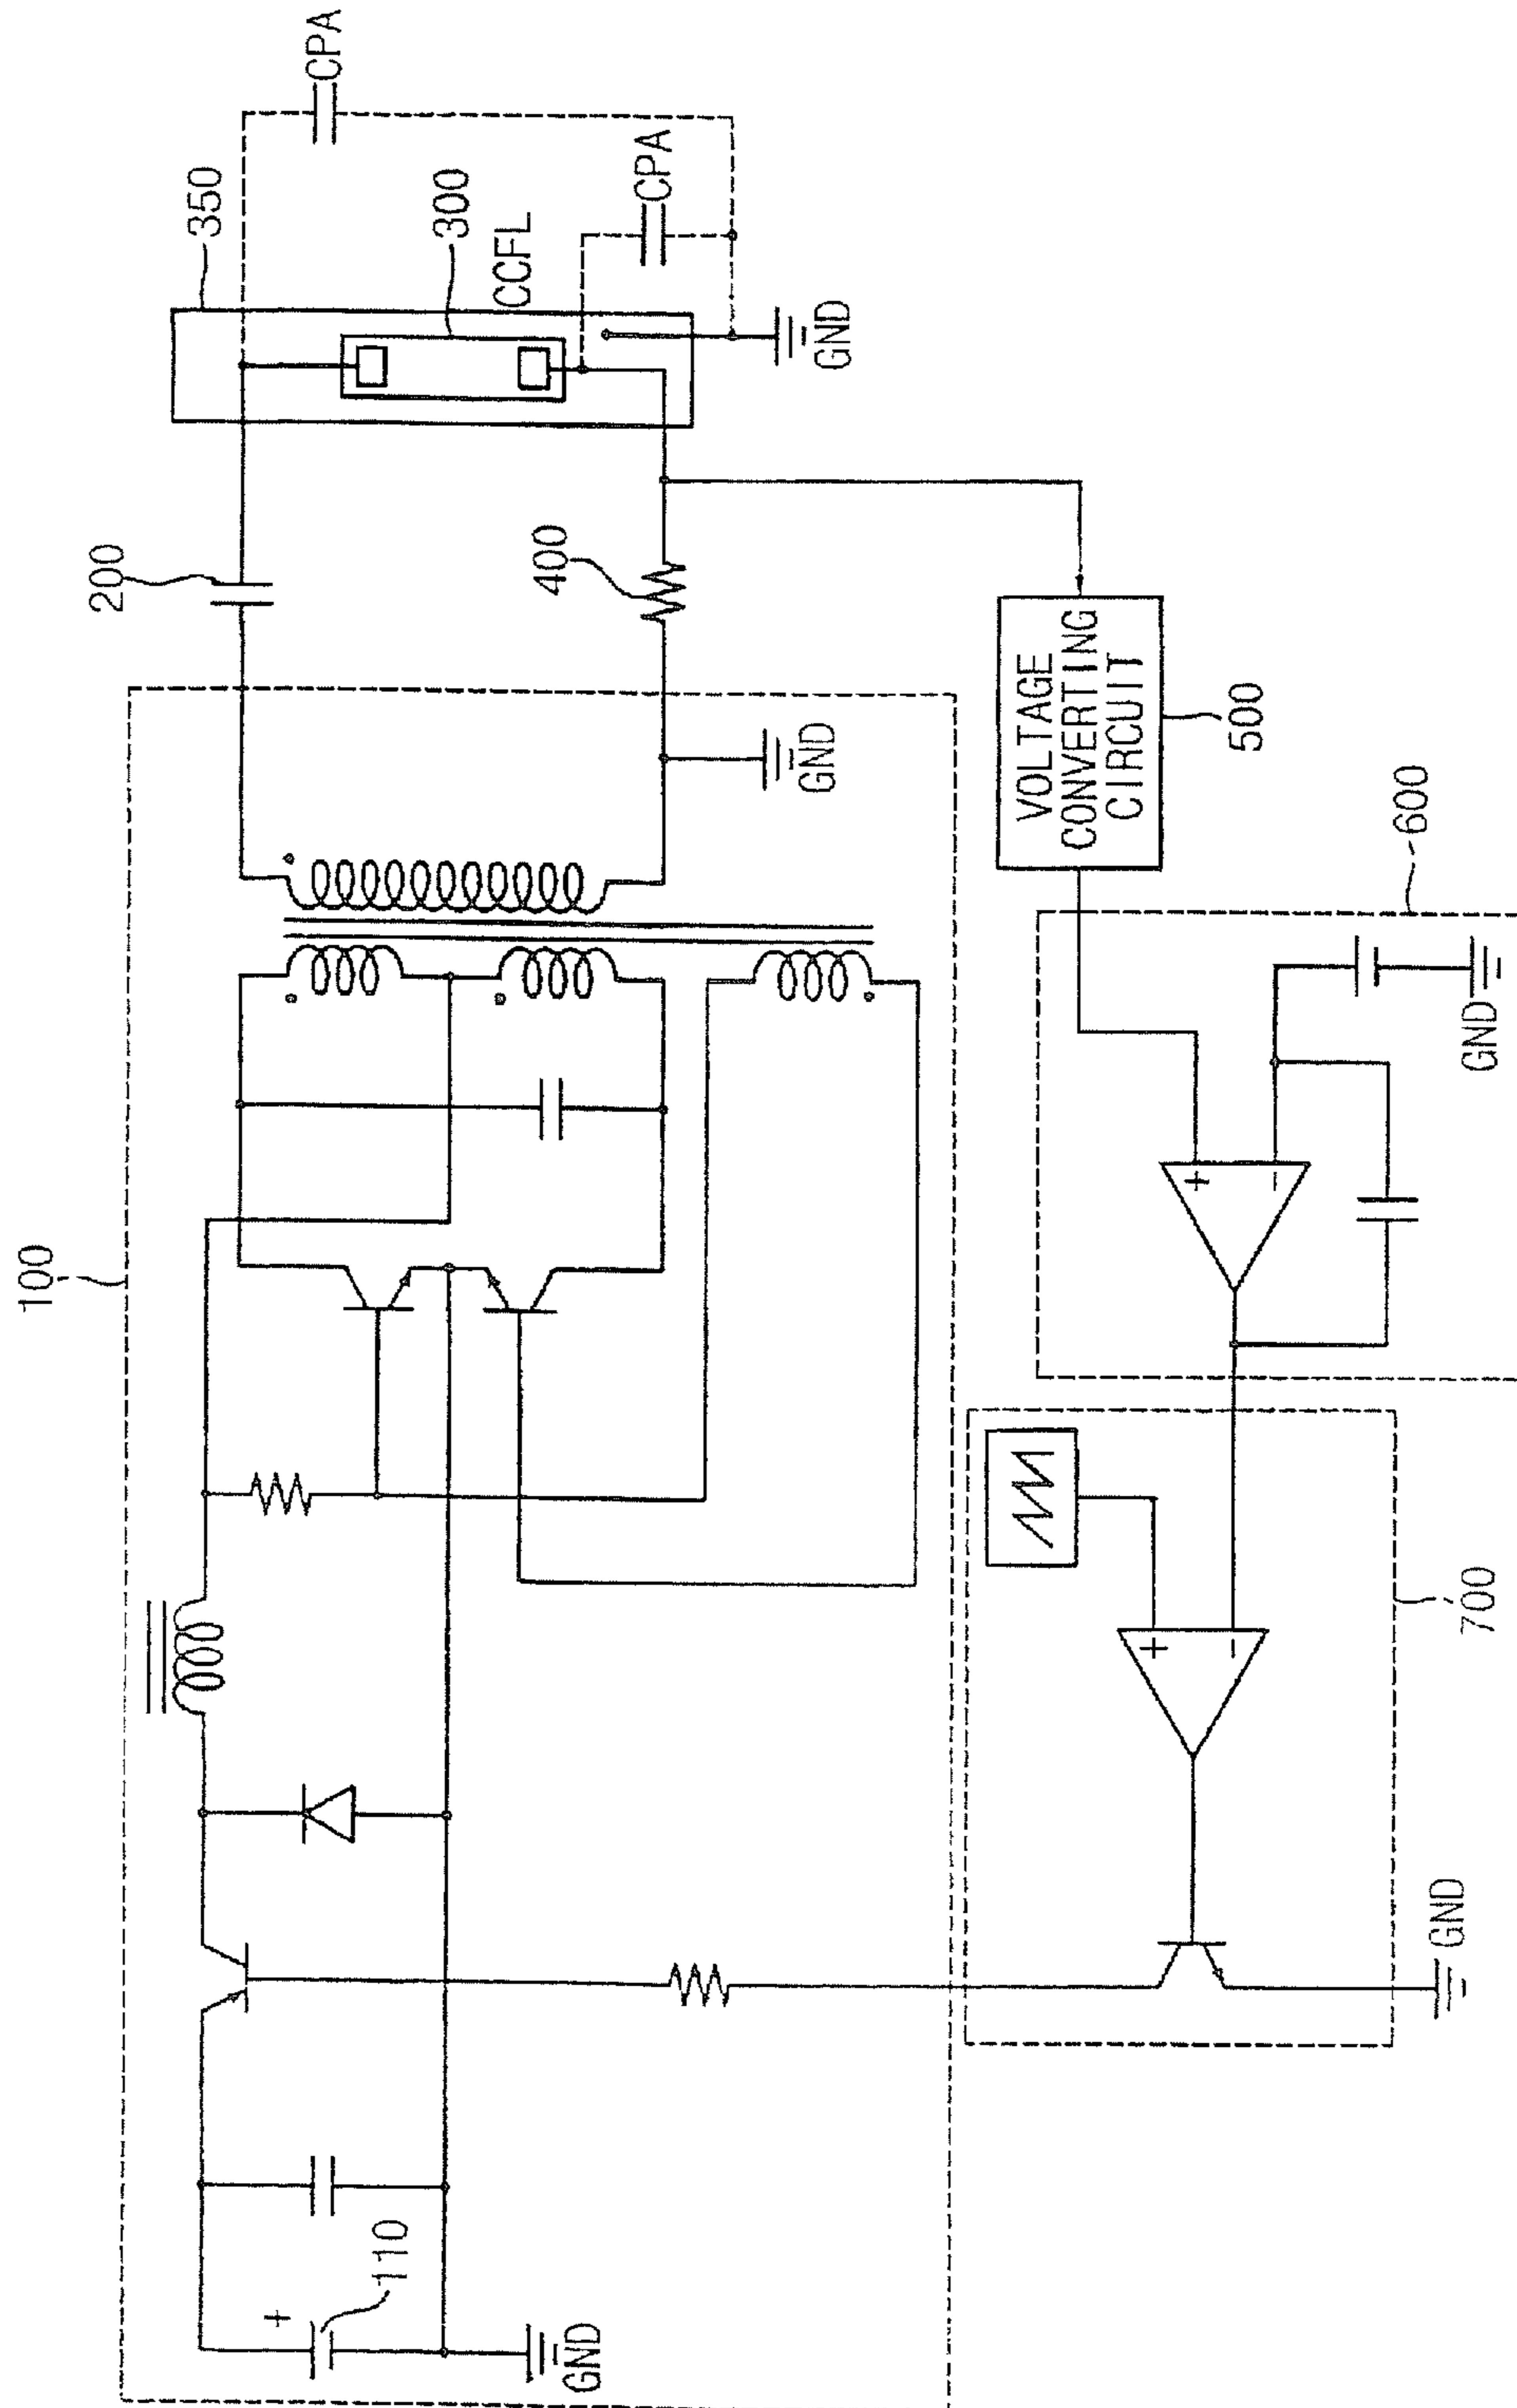 100
110
+
GND
200
400
GND
350
300
CCFL
CPA
CPA
GND
VOLTAGE
CONVERTING
CIRCUIT
500
600
+
-
GND
700
+
-
GND